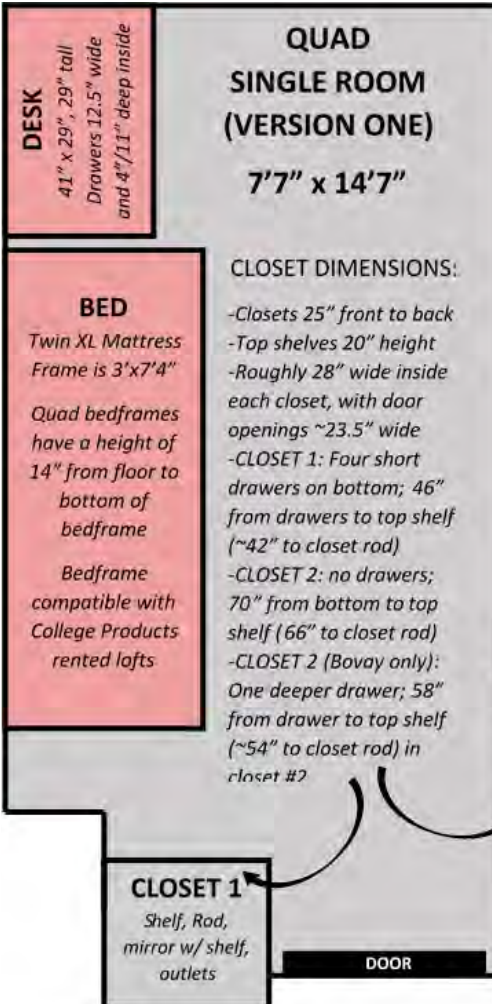 DESK
41" x 29", 29" tall
Drawers 12.5" wide
and 4"/11" deep inside
QUAD
SINGLE ROOM
(VERSION ONE)
7'7" x 14'7"
BED
Twin XL Mattress
Frame is 3'x7'4"
Quad bedframes
have a height of
14" from floor to
bottom of
bedframe
Bedframe
compatible with
College Products
rented lofts
CLOSET DIMENSIONS:
-Closets 25" front to back
-Top shelves 20" height
-Roughly 28" wide inside
each closet, with door
openings ~23.5" wide
-CLOSET 1: Four short
drawers on bottom; 46"
from drawers to top shelf
(~42" to closet rod)
-CLOSET 2: no drawers;
70" from bottom to top
shelf (66" to closet rod)
-CLOSET 2 (Bovay only):
One deeper drawer; 58"
from drawer to top shelf
(~54" to closet rod) in
closet #2
CLOSET 1
Shelf, Rod,
mirror w/ shelf,
outlets
DOOR